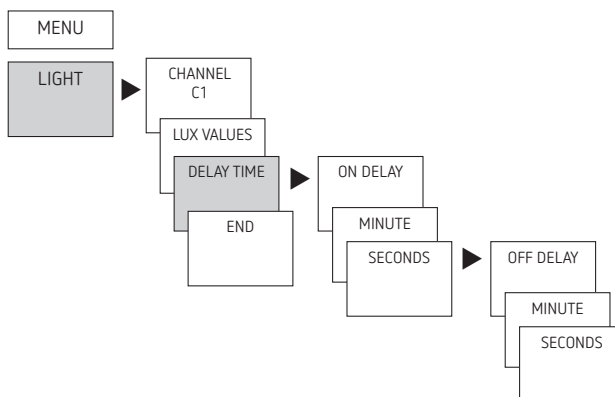 MENU
LIGHT
CHANNEL
C1
LUX VALUES
DELAY TIME
END
ON DELAY
MINUTE
SECONDS
OFF DELAY
MINUTE
SECONDS